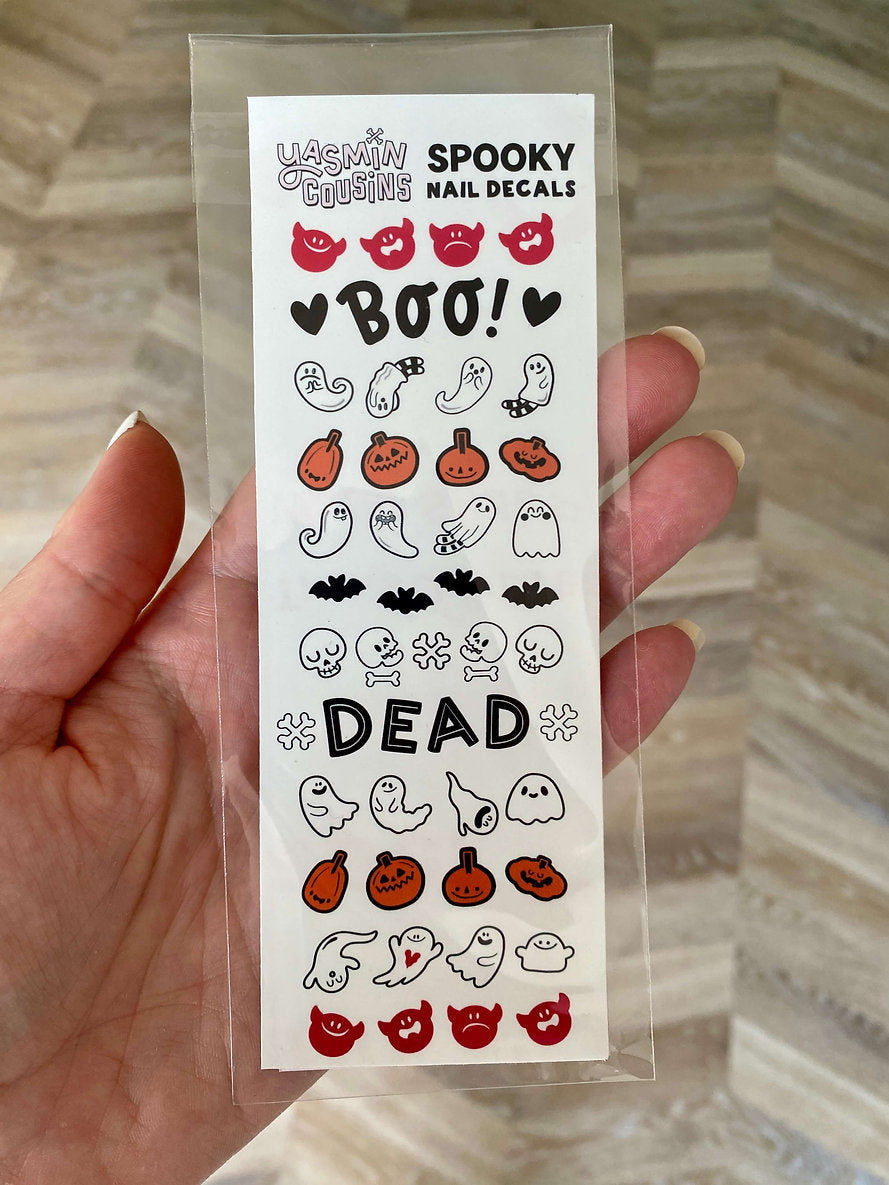 YASMIN COUSINS
SPOOKY
NAIL DECALS
BOO!
DEAD